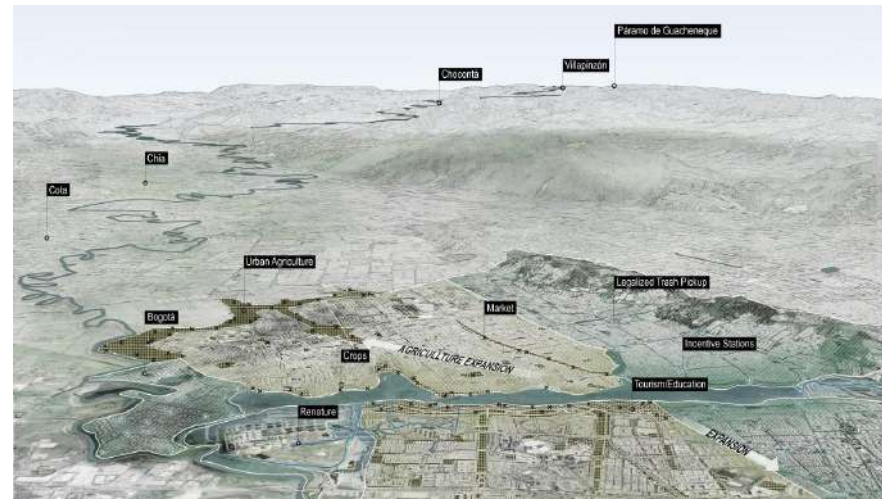 Páramo de Guacheneque
Villapinzón
Chocontá
Chía
Cota
Urban Agriculture
Legalized Trash Pickup
Bogotá
Market
Incentive Stations
Crops
AGRICULLTURE EXPANSION
Tourism/Education
Renature
EXPANSION